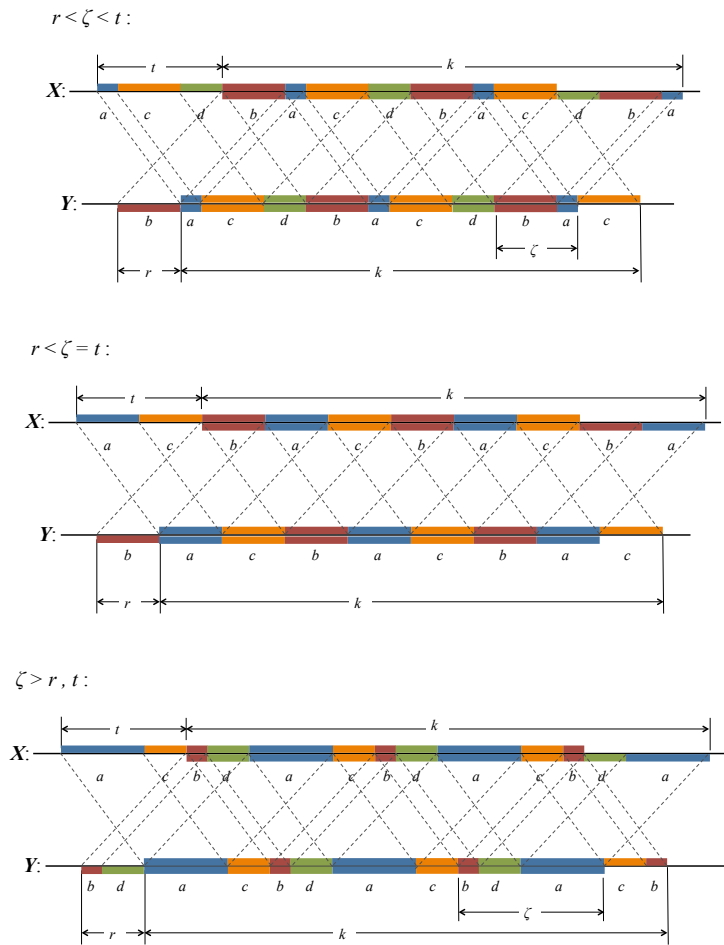 r < ζ < t :
t k
X:
a c d b a c d b a c d b a
Y:
b a c d b a c d b a c
ζ
r k
r < ζ = t :
t k
X:
a c b a c b a c b a
Y:
b a c b a c b a c
r k
ζ > r , t :
t k
X:
a c b d a c b d a c b d a
Y:
b d a c b d a c b d a c b
ζ
r k